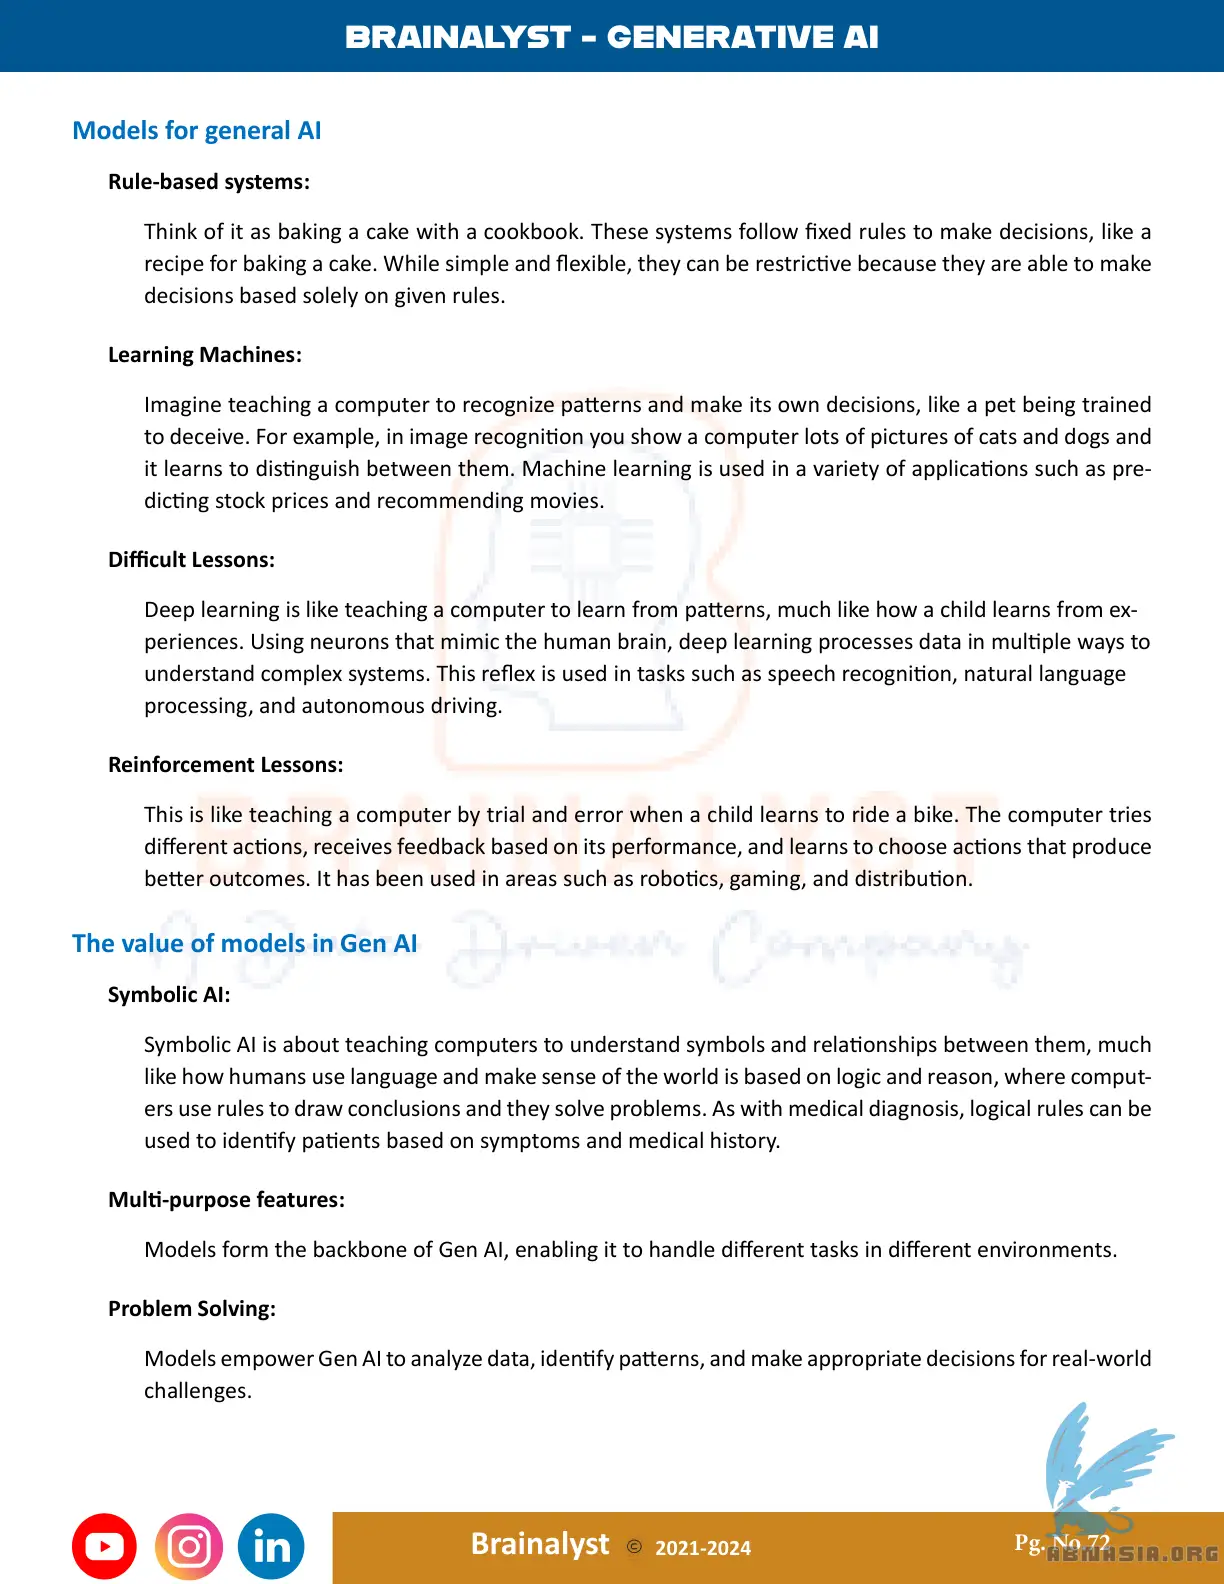 BRAINALYST - GENERATIVE AI
Models for general AI
Rule-based systems:
Think of it as baking a cake with a cookbook. These systems follow fixed rules to make decisions, like a
recipe for baking a cake. While simple and flexible, they can be restrictive because they are able to make
decisions based solely on given rules.
Learning Machines:
Imagine teaching a computer to recognize patterns and make its own decisions, like a pet being trained
to deceive. For example, in image recognition you show a computer lots of pictures of cats and dogs and
it learns to distinguish between them. Machine learning is used in a variety of applications such as pre-
dicting stock prices and recommending movies.
Difficult Lessons:
Deep learning is like teaching a computer to learn from patterns, much like how a child learns from ex-
periences. Using neurons that mimic the human brain, deep learning processes data in multiple ways to
understand complex systems. This reflex is used in tasks such as speech recognition, natural language
processing, and autonomous driving.
Reinforcement Lessons:
This is like teaching a computer by trial and error when a child learns to ride a bike. The computer tries
different actions, receives feedback based on its performance, and learns to choose actions that produce
better outcomes. It has been used in areas such as robotics, gaming, and distribution.
BRAINALYST
A Data Driven Company
The value of models in Gen AI
Symbolic AI:
Symbolic AI is about teaching computers to understand symbols and relationships between them, much
like how humans use language and make sense of the world is based on logic and reason, where comput-
ers use rules to draw conclusions and they solve problems. As with medical diagnosis, logical rules can be
used to identify patients based on symptoms and medical history.
Multi-purpose features:
Models form the backbone of Gen AI, enabling it to handle different tasks in different environments.
Problem Solving:
Models empower Gen AI to analyze data, identify patterns, and make appropriate decisions for real-world
challenges.
in
Brainalyst © 2021-2024
Pg. No 72
ABMASIA.ORG